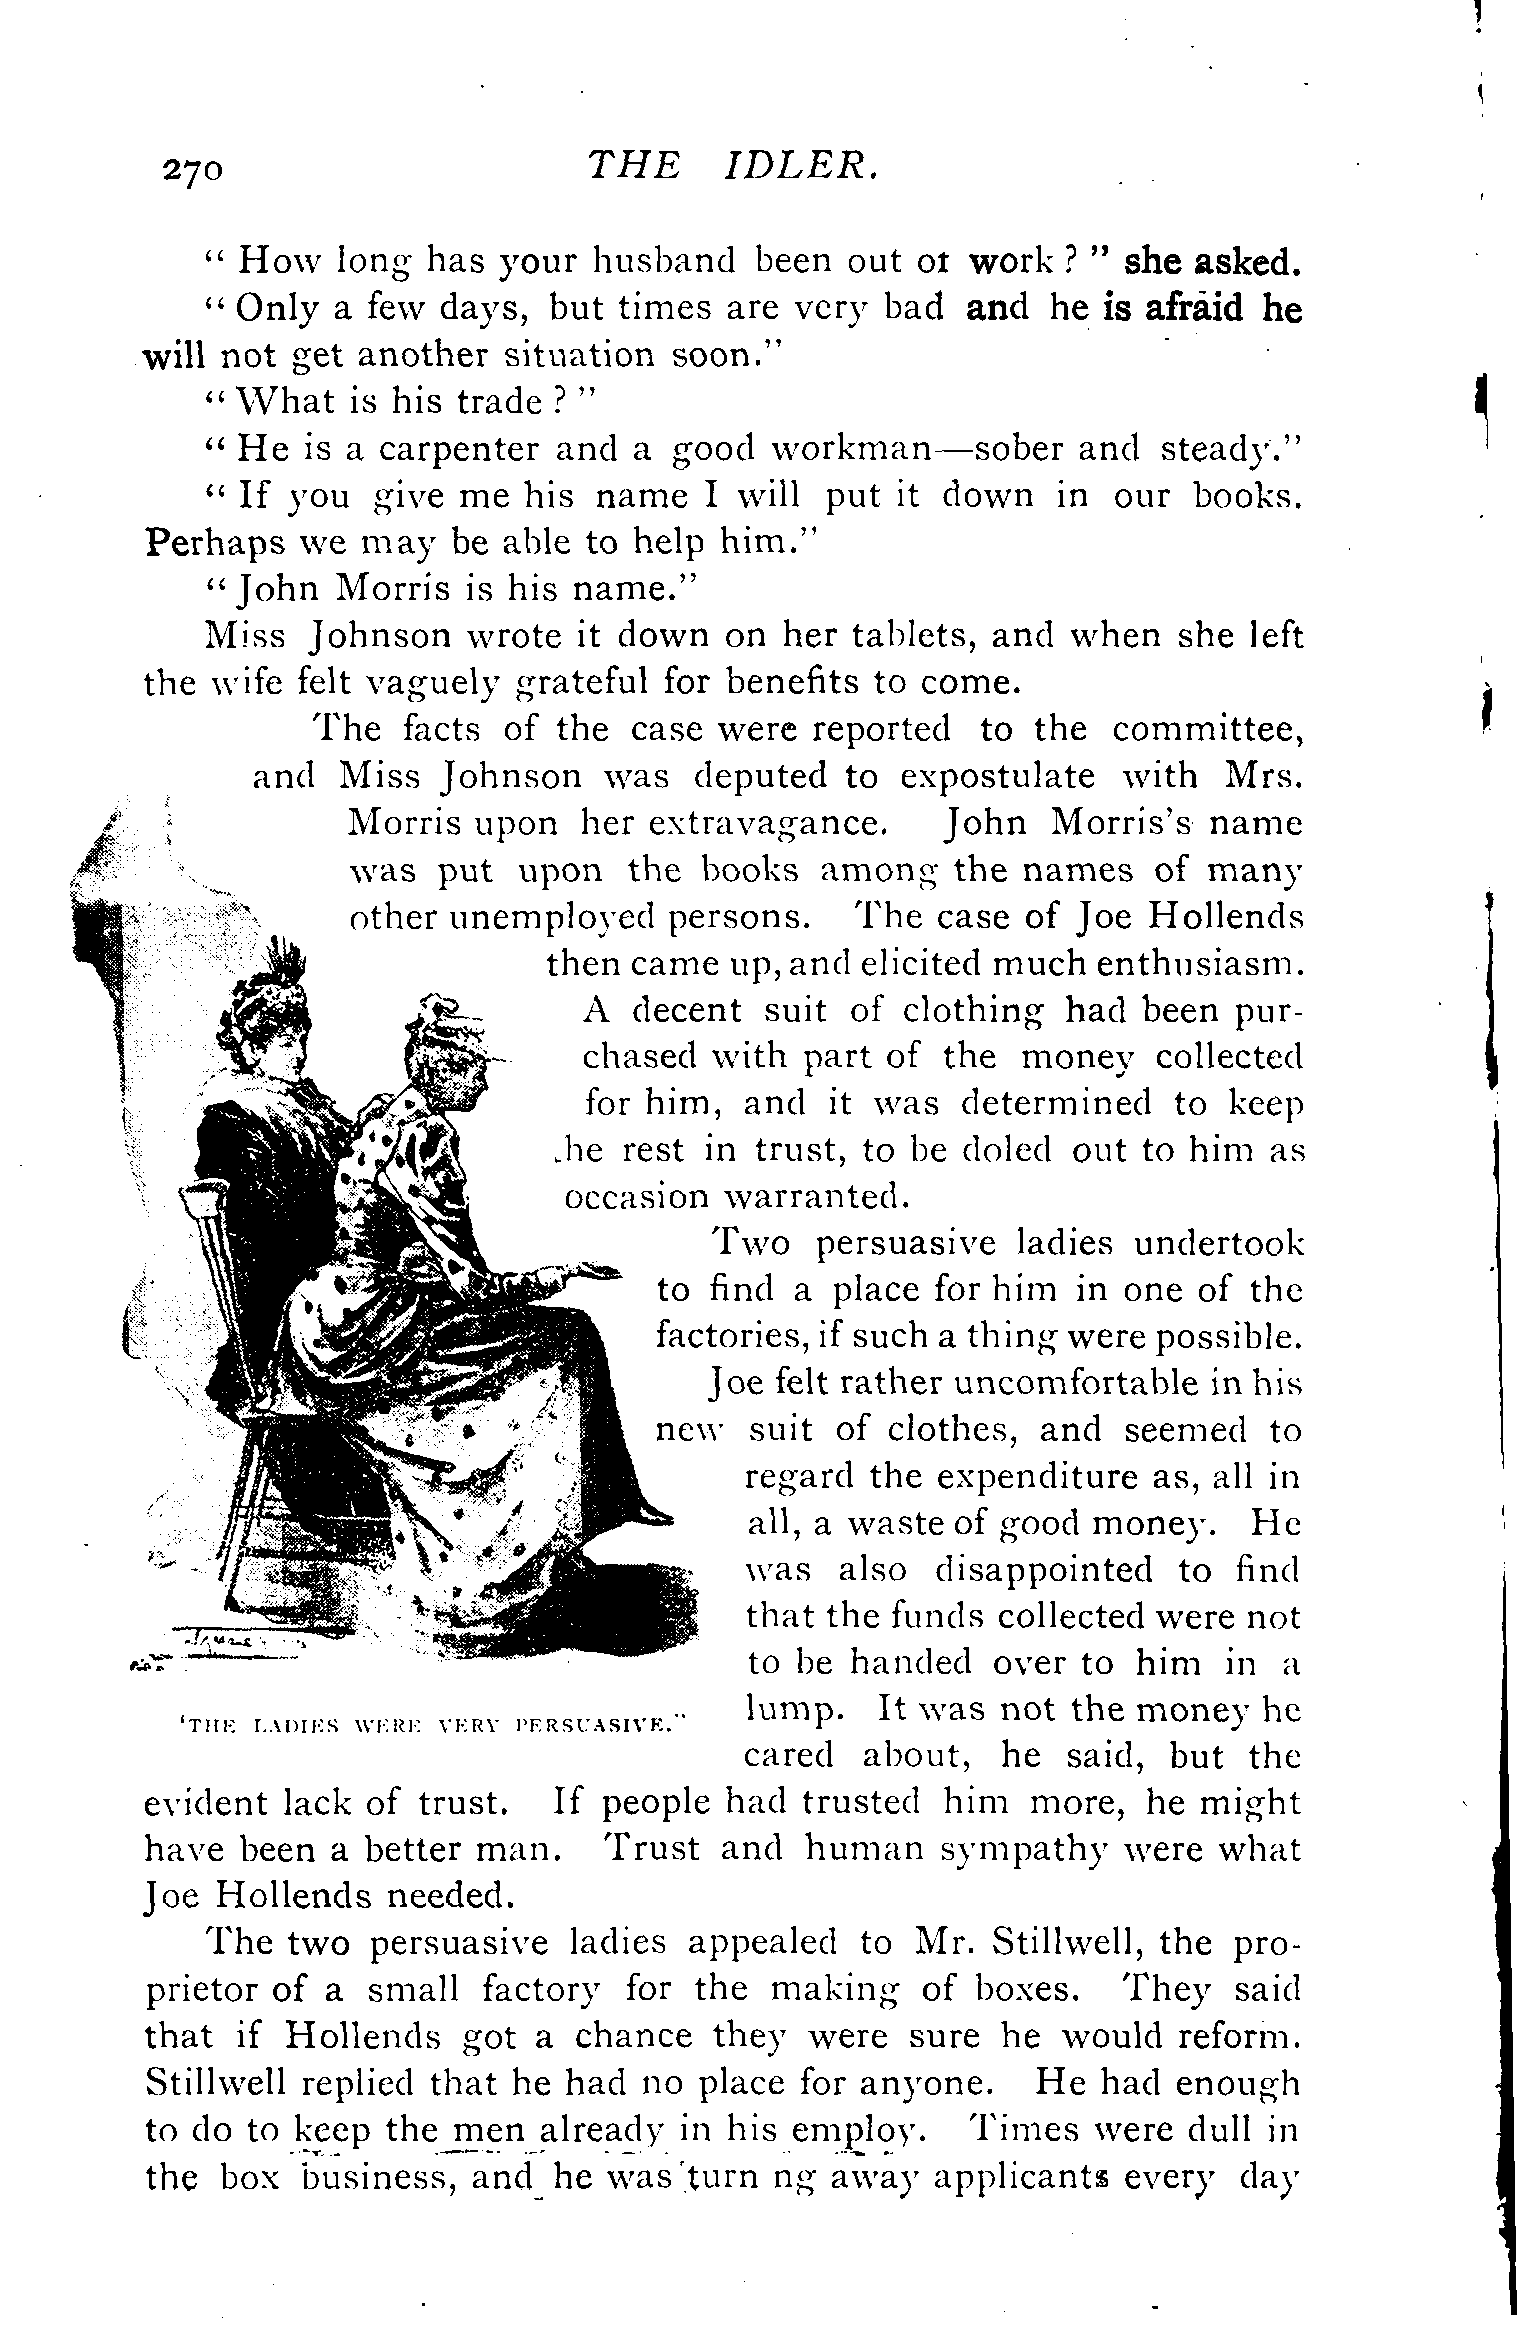 270
THE IDLER.
“ How long has your husband been out of work ? ” she asked.
“ Only a few days, but times are very bad and he is afraid he
will not get another situation soon.”
“ What is his trade ? ”
“ He is a carpenter and a good workman—sober and steady.”
“ If you give me his name I will put it down in our books.
Perhaps we may be able to help him.”
“ John Morris is his name.”
Miss Johnson wrote it down on her tablets, and when she left
the wife felt vaguely grateful for benefits to come.
The facts of the case were reported to the committee,
and Miss Johnson was deputed to expostulate with Mrs.
Morris upon her extravagance. John Morris's name
was put upon the books among the names of many
other unemployed persons. The case of Joe Hollends
then came up, and elicited much enthusiasm.
A decent suit of clothing had been pur-
chased with part of the money collected
for him, and it was determined to keep
.he rest in trust, to be doled out to him as
occasion warranted.
Two persuasive ladies undertook
to find a place for him in one of the
factories, if such a thing were possible.
Joe felt rather uncomfortable in his
new suit of clothes, and seemed to
regard the expenditure as, all in
all, a waste of good money. He
was also disappointed to find
that the funds collected were not
to be handed over to him in a
lump. It was not the money he
cared about, he said, but the
evident lack of trust. If people had trusted him more, he might
have been a better man. Trust and human sympathy were what
Joe Hollends needed.
The two persuasive ladies appealed to Mr. Stillwell, the pro-
prietor of a small factory for the making of boxes. They said
that if Hollends got a chance they were sure he would reform.
Stillwell replied that he had no place for anyone. He had enough
to do to keep the men already in his employ. Times were dull in
the box business, and he was turn ng away applicants every day
‘THE LADIES WERE VERY PERSUASIVE.”